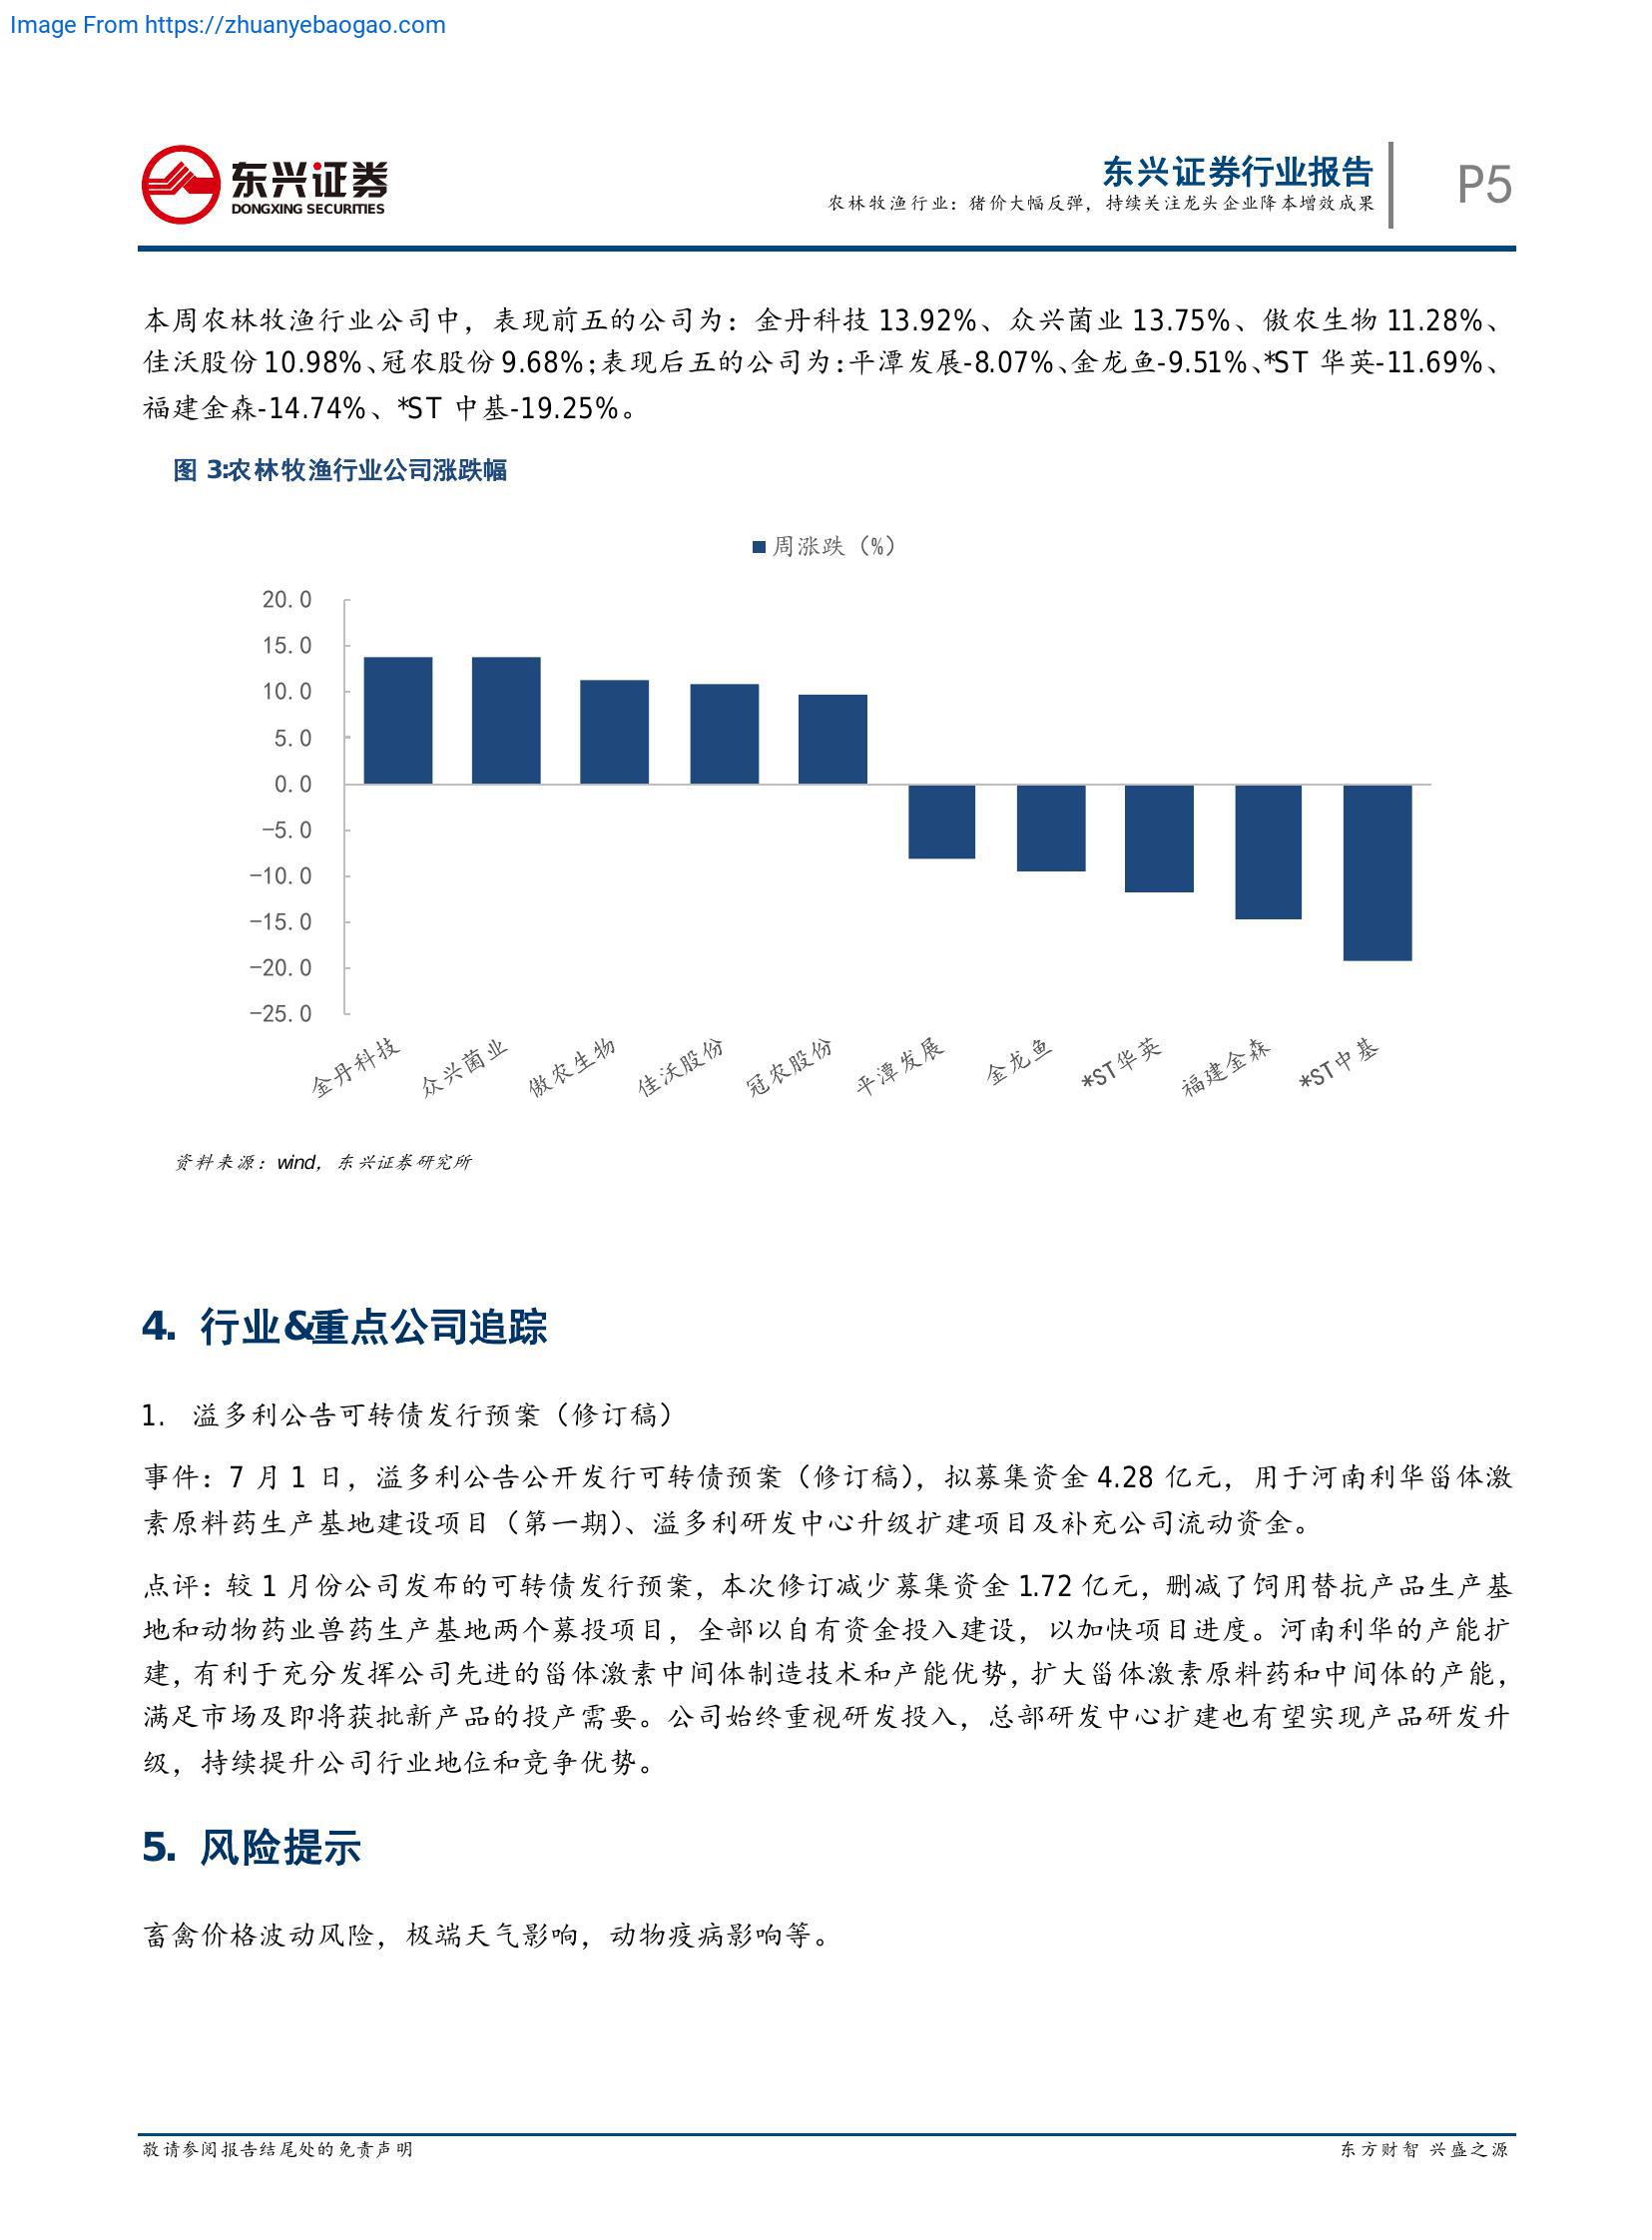 Image From https://zhuanyebaogao.com
东兴证券
DONGXING SECURITIES
东兴证券行业报告
农林牧渔行业：猪价大幅反弹，持续关注龙头企业降本增效成果
P5
本周农林牧渔行业公司中，表现前五的公司为：金丹科技 13.92%、众兴菌业 13.75%、傲农生物 11.28%、
佳沃股份 10.98%、冠农股份 9.68%；表现后五的公司为：平潭发展-8.07%、金龙鱼-9.51%、*ST 华英-11.69%、
福建金森-14.74%、*ST 中基-19.25%。
图 3:农林牧渔行业公司涨跌幅
周涨跌（%）
20.0
15.0
10.0
5.0
0.0
-5.0
-10.0
-15.0
-20.0
-25.0
金丹科技
众兴菌业
傲农生物
佳沃股份
冠农股份
平潭发展
金龙鱼
*ST华英
福建金森
*ST中基
资料来源：wind，东兴证券研究所
4. 行业&重点公司追踪
1. 溢多利公告可转债发行预案（修订稿）
事件：7 月 1 日，溢多利公告公开发行可转债预案（修订稿），拟募集资金 4.28 亿元，用于河南利华甾体激
素原料药生产基地建设项目（第一期）、溢多利研发中心升级扩建项目及补充公司流动资金。
点评：较 1 月份公司发布的可转债发行预案，本次修订减少募集资金 1.72 亿元，删减了饲用替抗产品生产基
地和动物药业兽药生产基地两个募投项目，全部以自有资金投入建设，以加快项目进度。河南利华的产能扩
建，有利于充分发挥公司先进的甾体激素中间体制造技术和产能优势，扩大甾体激素原料药和中间体的产能，
满足市场及即将获批新产品的投产需要。公司始终重视研发投入，总部研发中心扩建也有望实现产品研发升
级，持续提升公司行业地位和竞争优势。
5. 风险提示
畜禽价格波动风险，极端天气影响，动物疫病影响等。
敬请参阅报告结尾处的免责声明
东方财智 兴盛之源